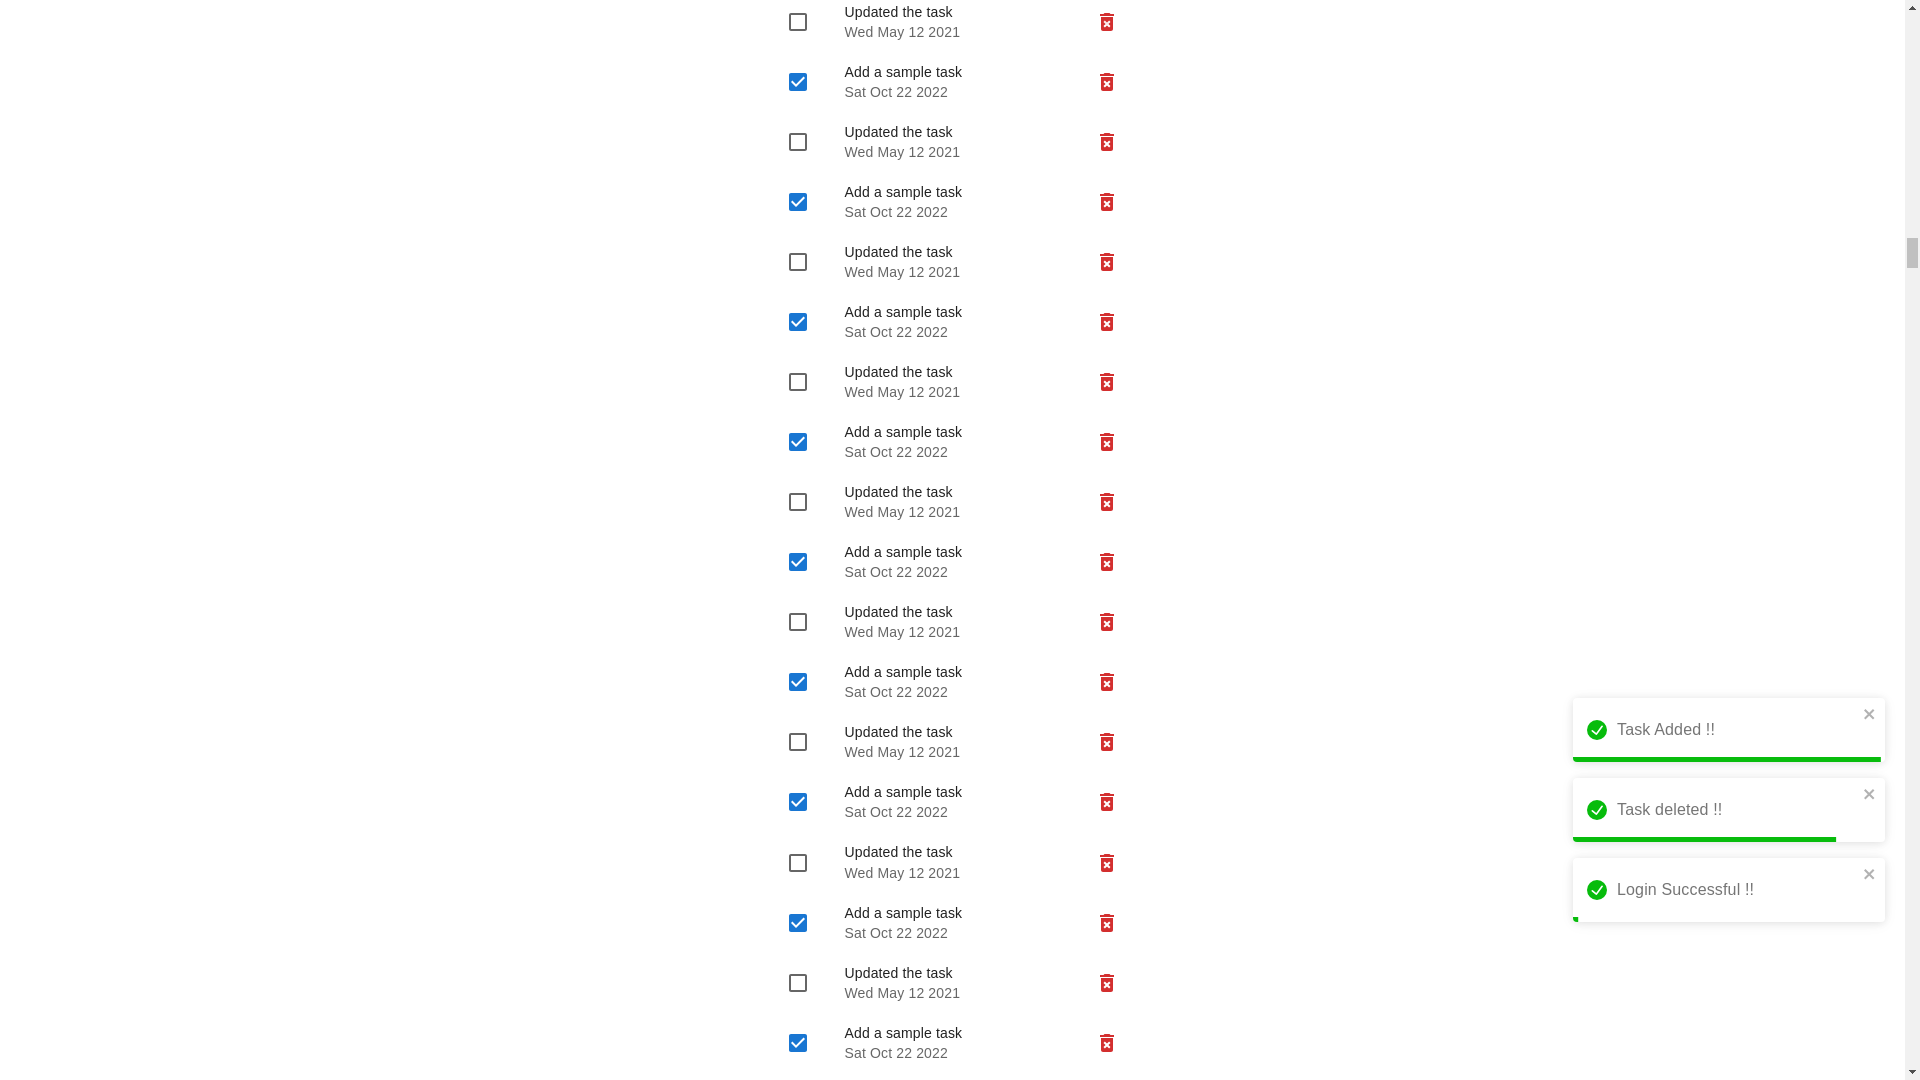 Updated the task
Wed May 12 2021
Add a sample task
Sat Oct 22 2022
Updated the task
Wed May 12 2021
Add a sample task
Sat Oct 22 2022
Updated the task
Wed May 12 2021
Add a sample task
Sat Oct 22 2022
Updated the task
Wed May 12 2021
Add a sample task
Sat Oct 22 2022
Updated the task
Wed May 12 2021
Add a sample task
Sat Oct 22 2022
Updated the task
Wed May 12 2021
Add a sample task
Sat Oct 22 2022
Updated the task
Wed May 12 2021
Add a sample task
Sat Oct 22 2022
Updated the task
Wed May 12 2021
Add a sample task
Sat Oct 22 2022
Updated the task
Wed May 12 2021
Add a sample task
Sat Oct 22 2022
Task Added !!
Task deleted !!
Login Successful !!